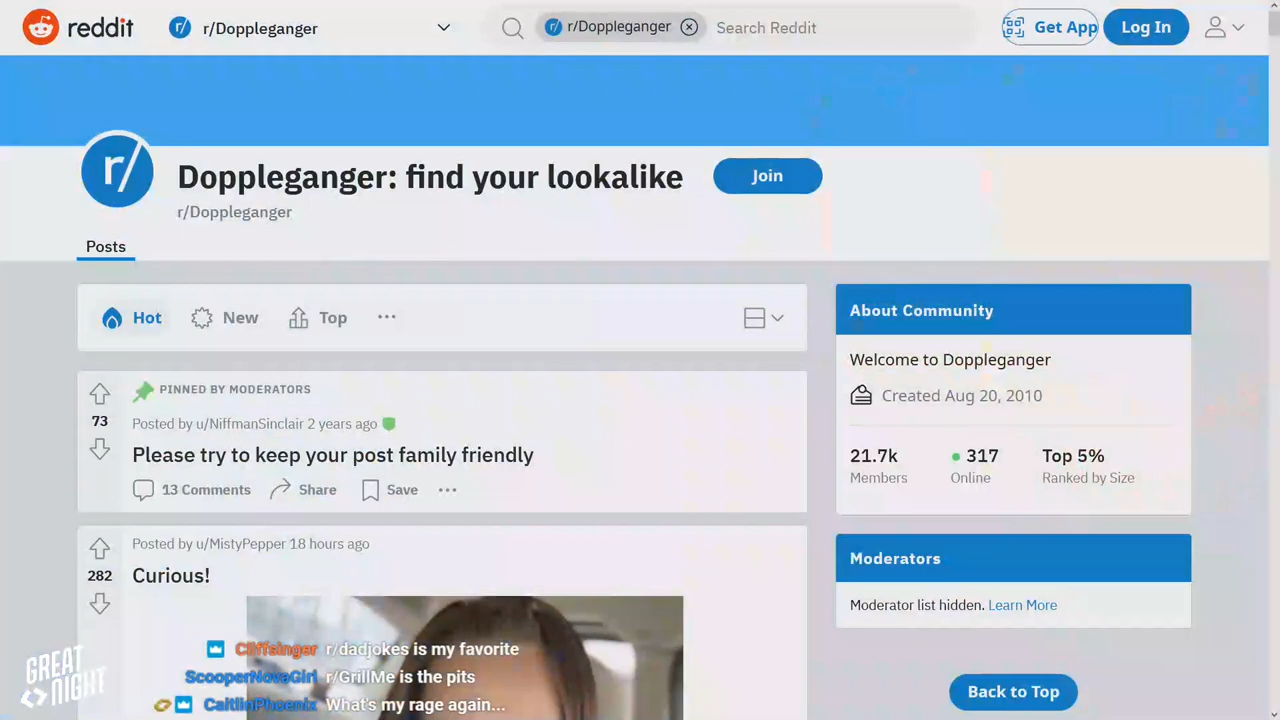 reddit
r/Doppleganger
r/Doppleganger
Search Reddit
Get App
Log In
r/
Doppleganger: find your lookalike
Join
r/Doppleganger
Posts
Hot
New
Top
PINNED BY MODERATORS
73
Posted by u/NiffmanSinclair 2 years ago
Please try to keep your post family friendly
13 Comments
Share
Save
Posted by u/MistyPepper 18 hours ago
282
Curious!
Cliffsinger r/dadjokes is my favorite
ScooperNovaGirl r/GrillMe is the pits
CaitlinPhoenix What's my rage again...
GREAT
NIGHT
About Community
Welcome to Doppleganger
Created Aug 20, 2010
21.7k
317
Top 5%
Members
Online
Ranked by Size
Moderators
Moderator list hidden. Learn More
Back to Top